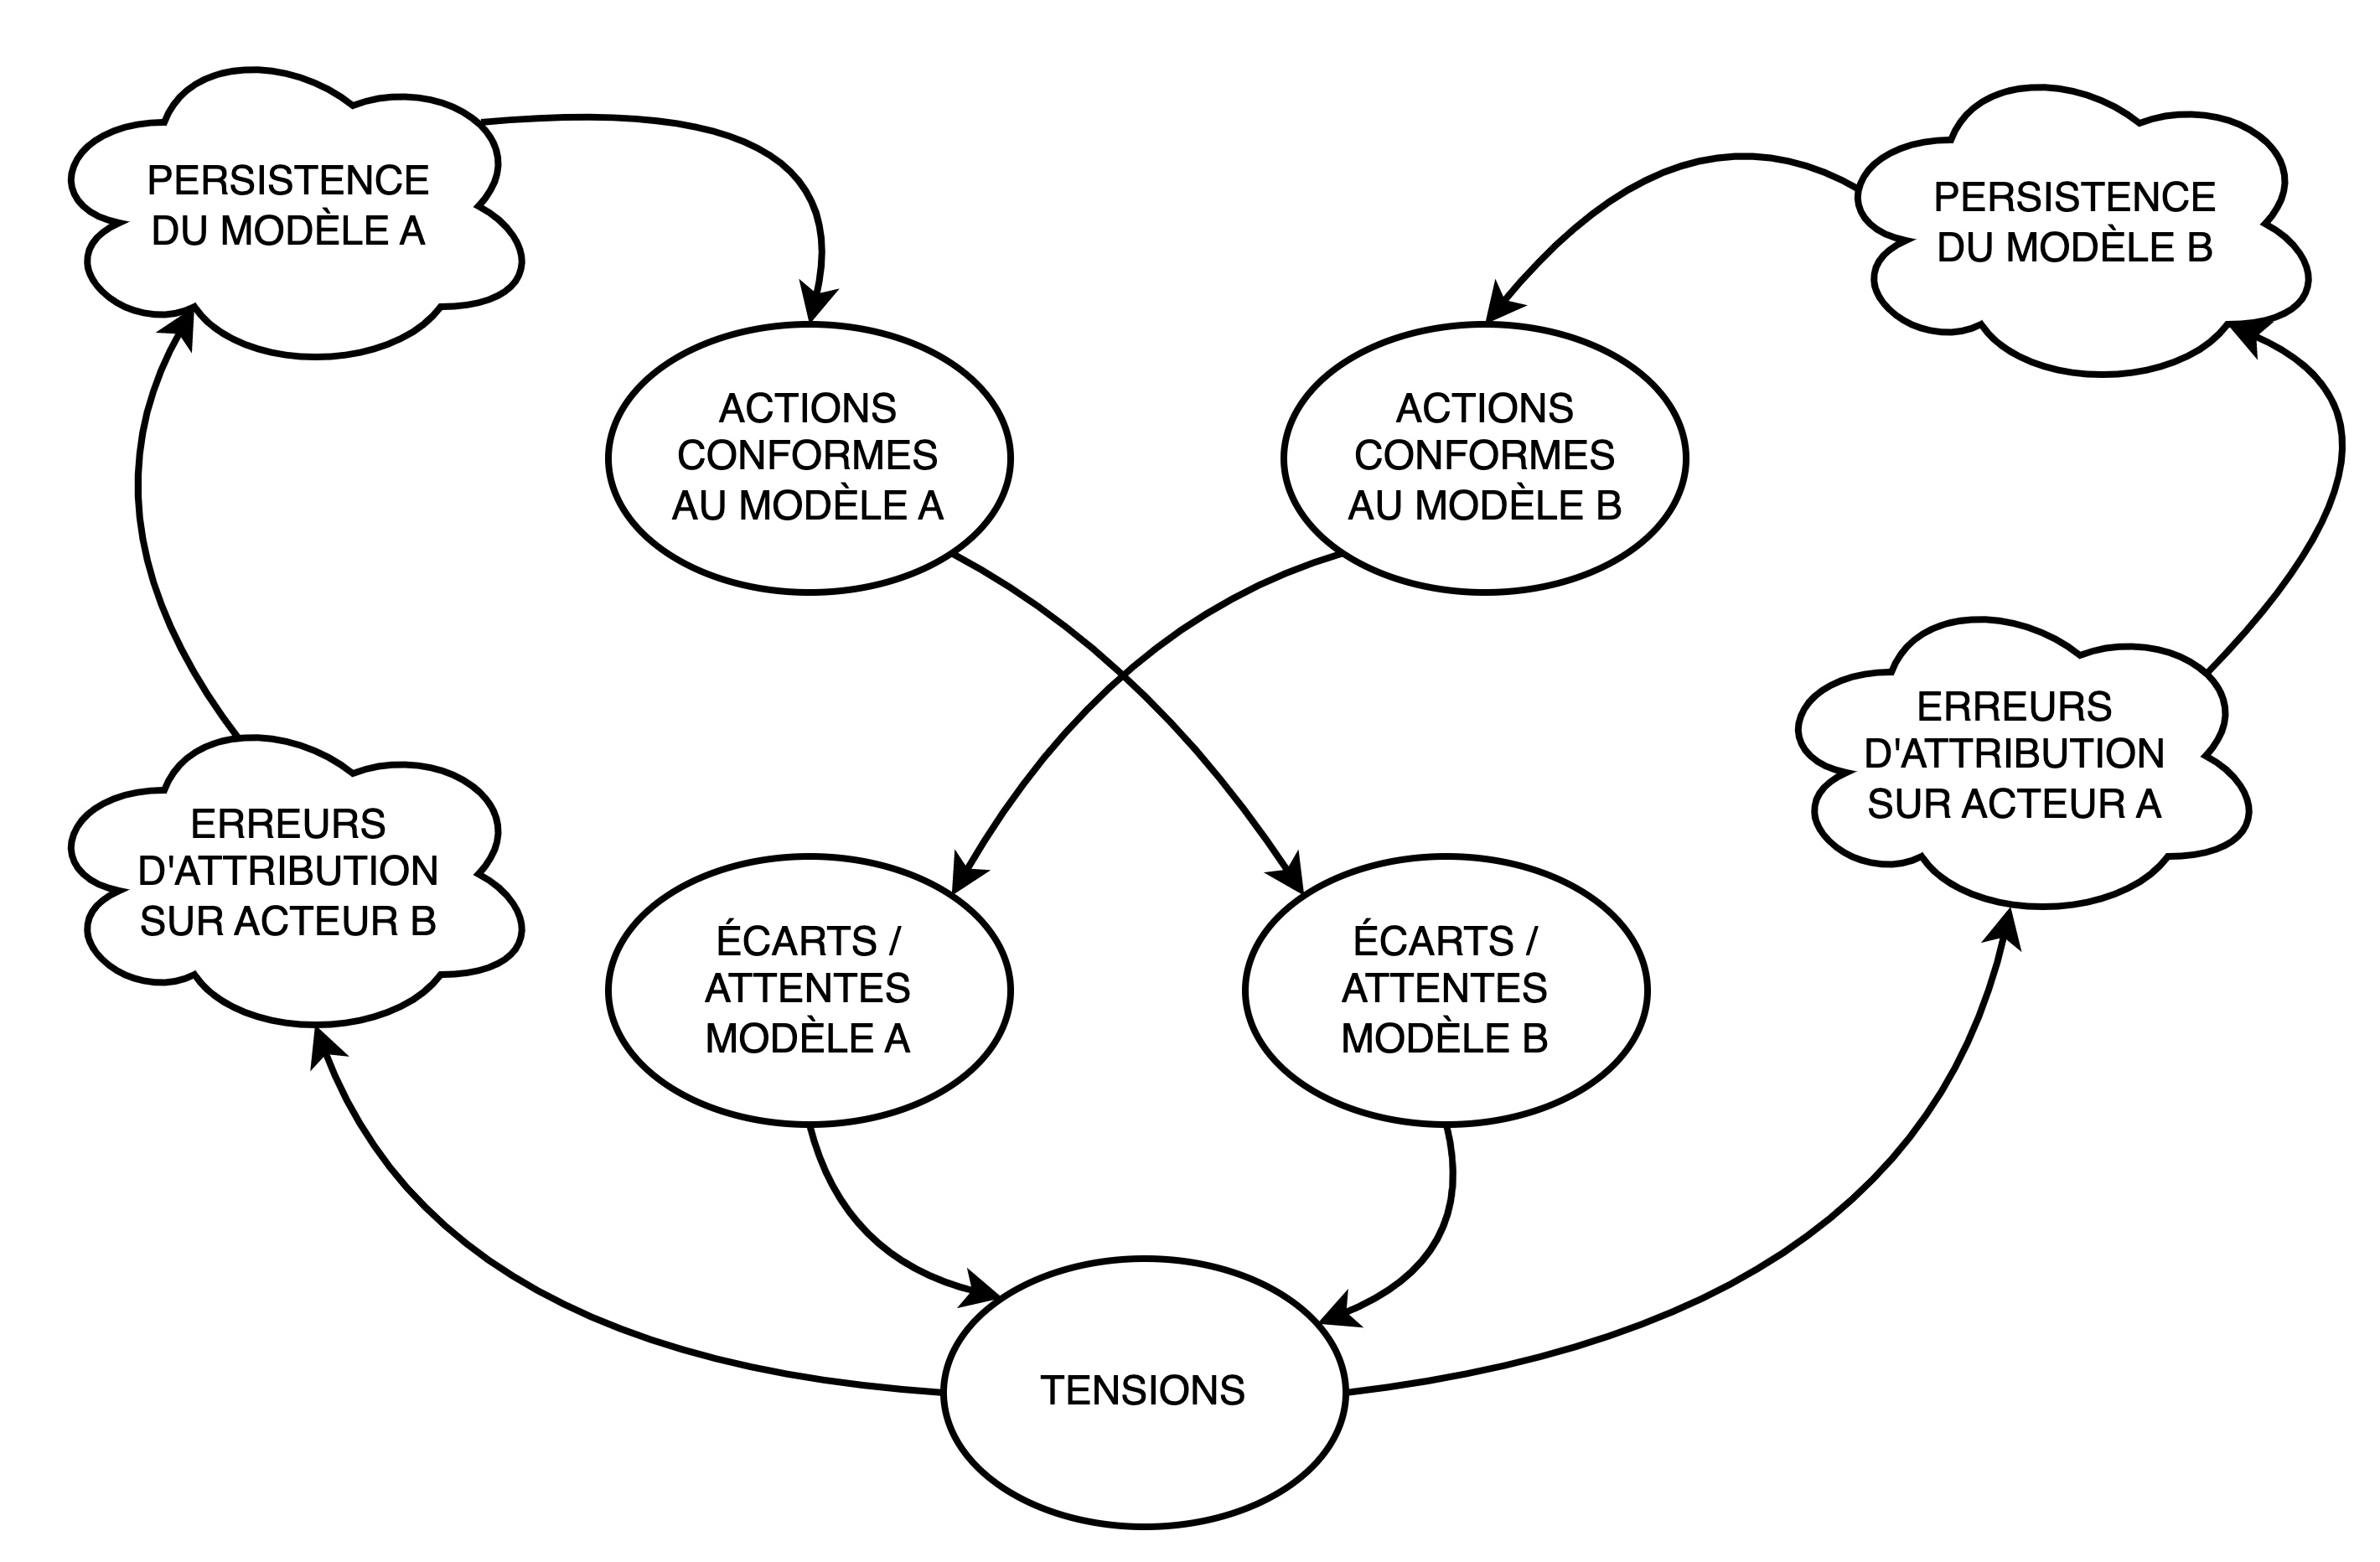 PERSISTENCE
DU MODÈLE A
PERSISTENCE
DU MODÈLE B
ACTIONS
CONFORMES
AU MODÈLE A
ACTIONS
CONFORMES
AU MODÈLE B
ERREURS
D'ATTRIBUTION
SUR ACTEUR B
ERREURS
D'ATTRIBUTION
SUR ACTEUR A
ÉCARTS /
ATTENTES
MODÈLE A
ÉCARTS /
ATTENTES
MODÈLE B
TENSIONS